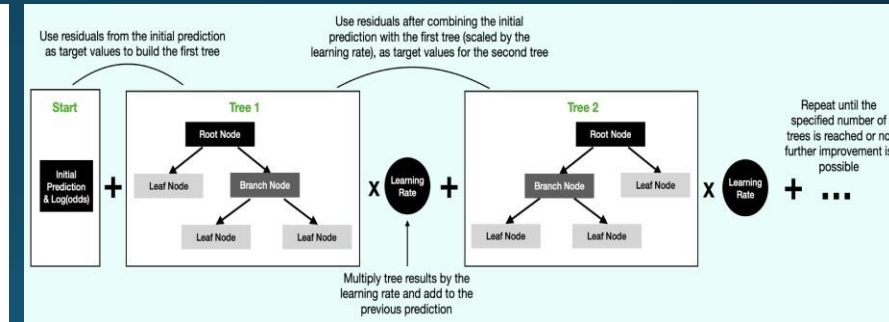 Use residuals from the initial prediction
as target values to build the first tree
Use residuals after combining the initial
prediction with the first tree (scaled by the
learning rate), as target values for the second tree
Start
Initial
Prediction
& Log(odds)
+
Tree 1
Root Node
Leaf Node
Branch Node
Leaf Node
Leaf Node
x
Learning
Rate
+
Multiply tree results by the
learning rate and add to the
previous prediction
Tree 2
Root Node
Branch Node
Leaf Node
Leaf Node
Leaf Node
x
Learning
Rate
+ ...
Repeat until the
specified number of
trees is reached or no
further improvement is
possible